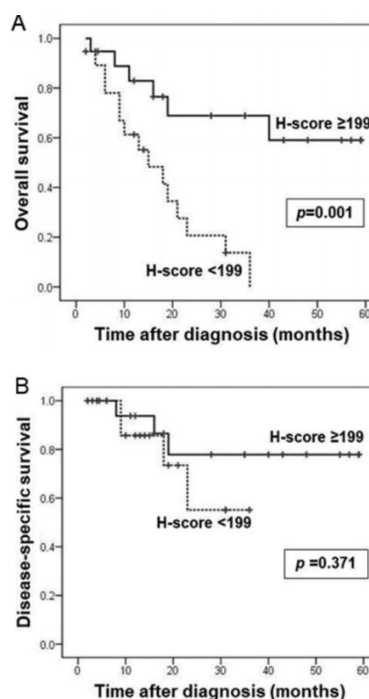 A
Overall survival
1.0
0.8
0.6
0.4
0.2
0.0
H-score ≥199
p=0.001
H-score <199
0 10 20 30 40 50 60
Time after diagnosis (months)
B
Disease-specific survival
1.0
0.8
0.6
0.4
0.2
0.0
H-score ≥199
H-score <199
p =0.371
0 10 20 30 40 50 60
Time after diagnosis (months)